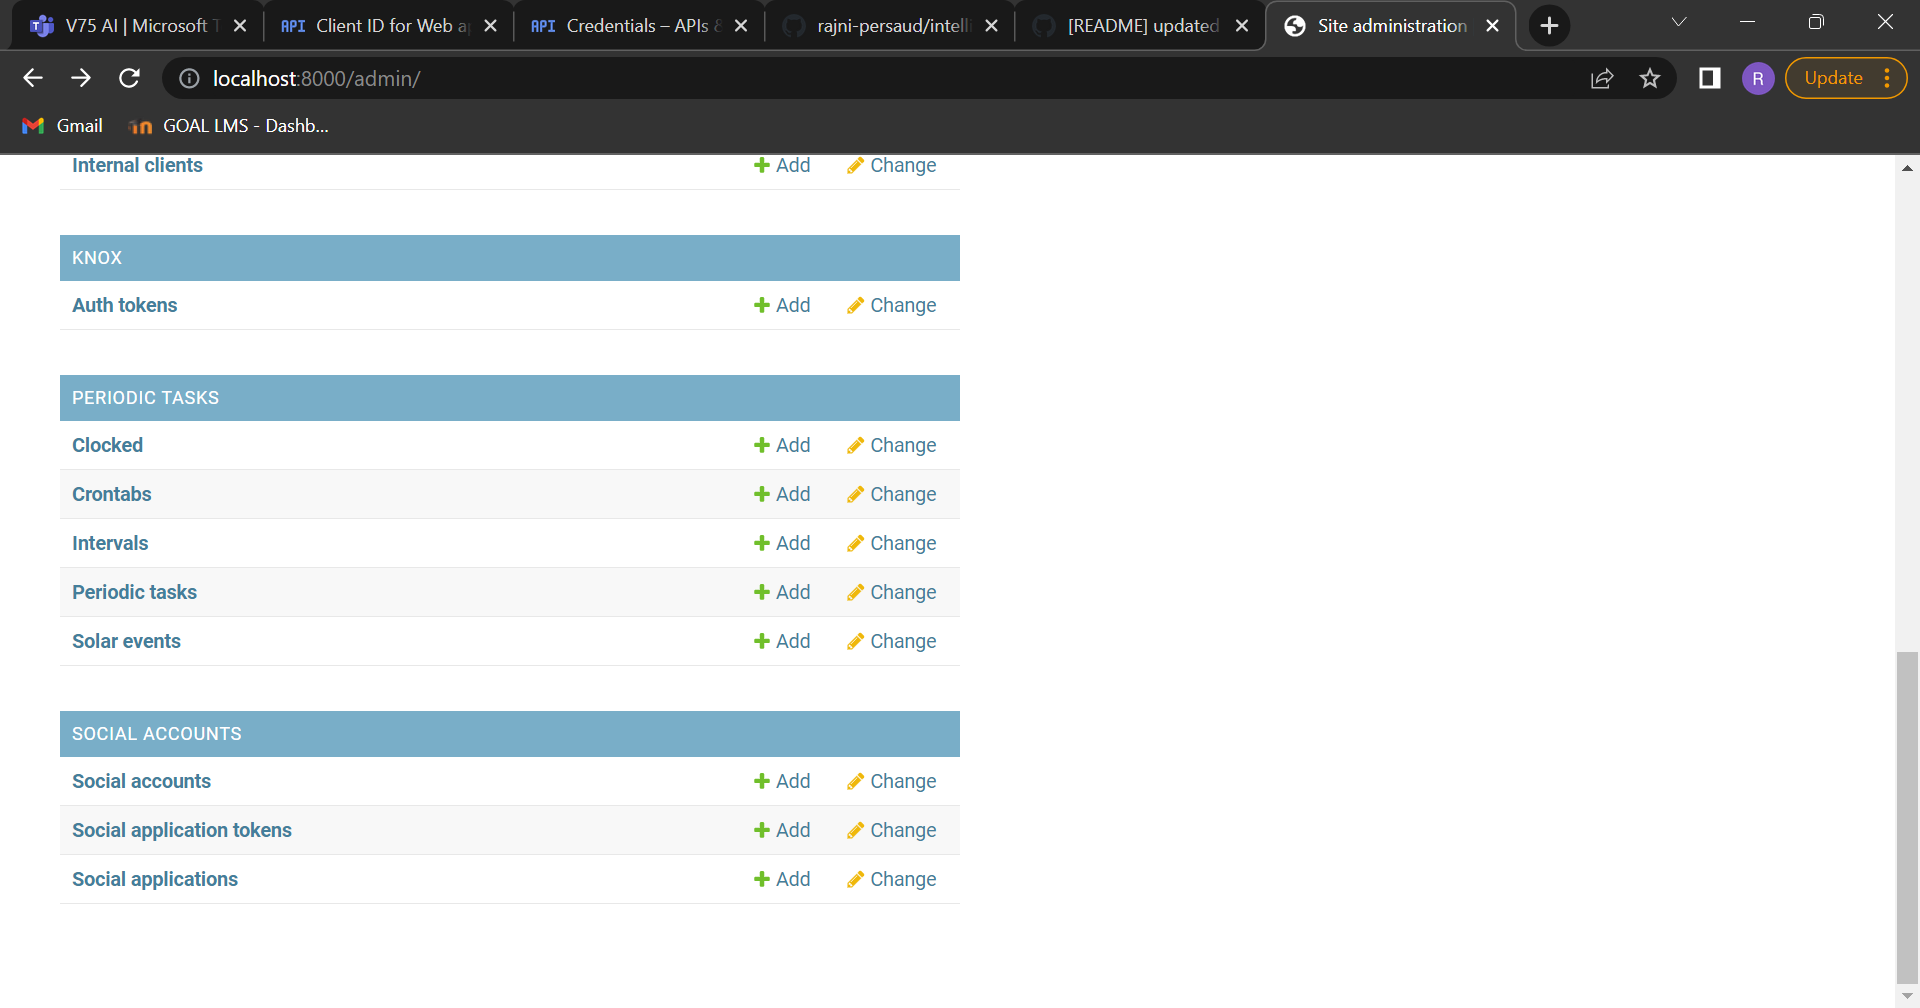 V75 AI | Microsoft T
API Client ID for Web a
API Credentials – APIs &
rajni-persaud/intelli
[README] updated
Site administration
localhost:8000/admin/
R
Update
Gmail
GOAL LMS - Dashb...
Internal clients Add Change
KNOX
Auth tokens Add Change
PERIODIC TASKS
Clocked Add Change
Crontabs Add Change
Intervals Add Change
Periodic tasks Add Change
Solar events Add Change
SOCIAL ACCOUNTS
Social accounts Add Change
Social application tokens Add Change
Social applications Add Change